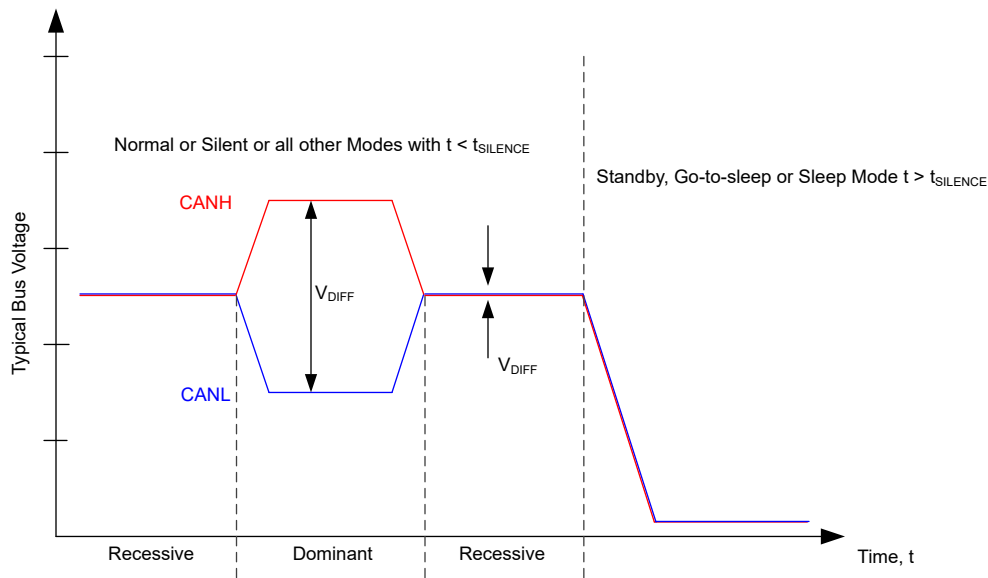 Normal or Silent or all other Modes with t < tSILENCE
Standby, Go-to-sleep or Sleep Mode t > tSILENCE
CANH
VDIFF
VDIFF
CANL
Typical Bus Voltage
Recessive
Dominant
Recessive
Time, t